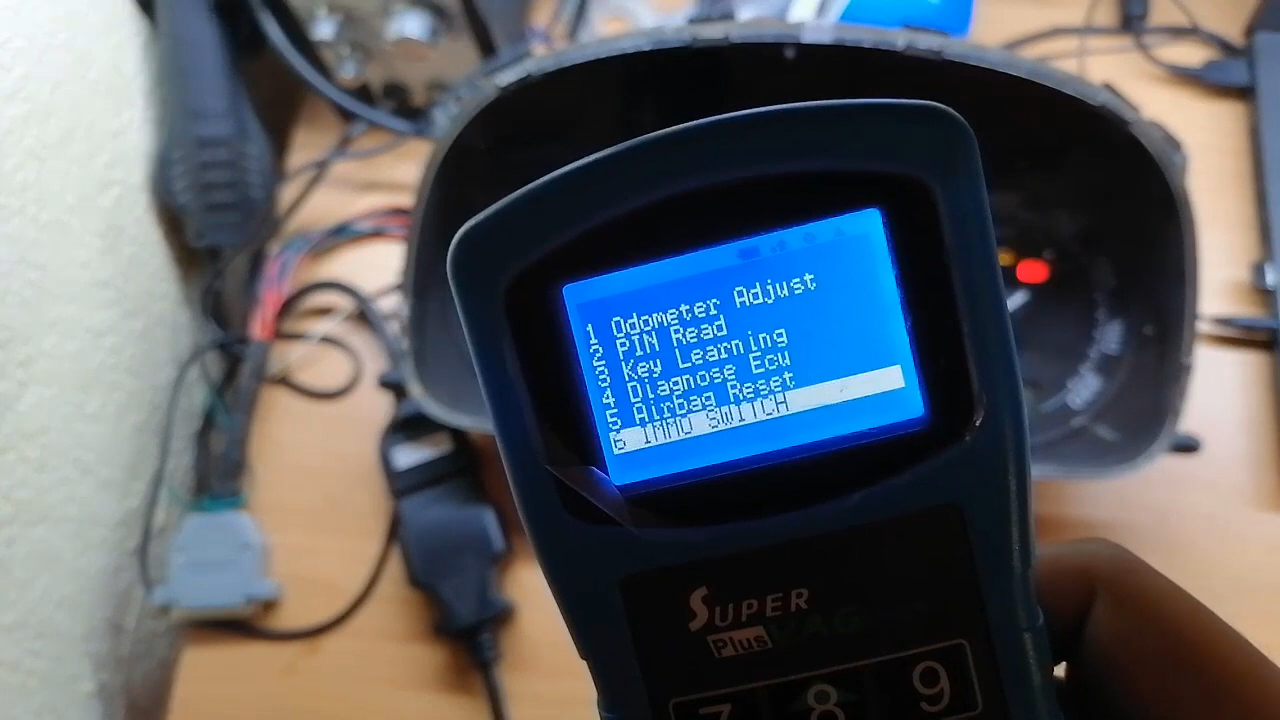 1 Odometer Adjust
2 PIN Read
3 Key Learning
4 Diagnose Ecu
5 Airbag Reset
6 IMMO SWITCH
SUPER
Plus VAG
7 8 9